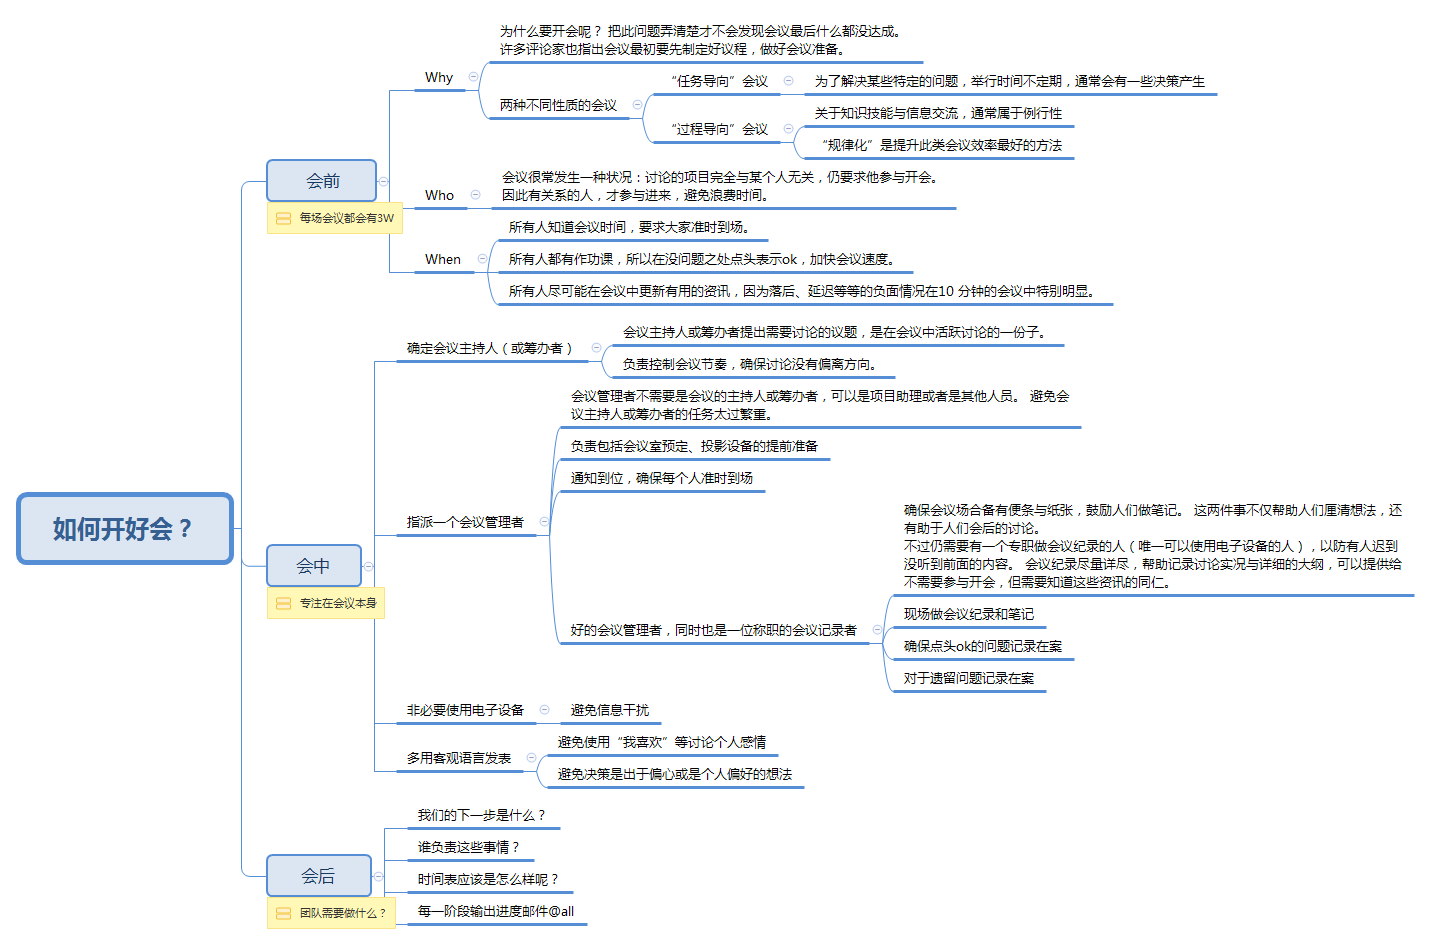 如何开好会？
会前
每场会议都会有3W
Why
为什么要开会呢？ 把此问题弄清楚才不会发现会议最后什么都没达成。
许多评论家也指出会议最初要先制定好议程，做好会议准备。
两种不同性质的会议
“任务导向”会议
为了解决某些特定的问题，举行时间不定期，通常会有一些决策产生
“过程导向”会议
关于知识技能与信息交流，通常属于例行性
“规律化”是提升此类会议效率最好的方法
Who
会议很常发生一种状况：讨论的项目完全与某个人无关，仍要求他参与开会。
因此有关系的人，才参与进来，避免浪费时间。
When
所有人知道会议时间，要求大家准时到场。
所有人都有作功课，所以在没问题之处点头表示ok，加快会议速度。
所有人尽可能在会议中更新有用的资讯，因为落后、延迟等等的负面情况在10 分钟的会议中特别明显。
会中
专注在会议本身
确定会议主持人（或筹办者）
会议主持人或筹办者提出需要讨论的议题，是在会议中活跃讨论的一份子。
负责控制会议节奏，确保讨论没有偏离方向。
指派一个会议管理者
会议管理者不需要是会议的主持人或筹办者，可以是项目助理或者是其他人员。 避免会
议主持人或筹办者的任务太过繁重。
负责包括会议室预定、投影设备的提前准备
通知到位，确保每个人准时到场
好的会议管理者，同时也是一位称职的会议记录者
确保会议场合备有便条与纸张，鼓励人们做笔记。 这两件事不仅帮助人们厘清想法，还
有助于人们会后的讨论。
不过仍需要有一个专职做会议纪录的人（唯一可以使用电子设备的人），以防有人迟到
没听到前面的内容。 会议纪录尽量详尽，帮助记录讨论实况与详细的大纲，可以提供给
不需要参与开会，但需要知道这些资讯的同仁。
现场做会议纪录和笔记
确保点头ok的问题记录在案
对于遗留问题记录在案
非必要使用电子设备
避免信息干扰
多用客观语言发表
避免使用“我喜欢”等讨论个人感情
避免决策是出于偏心或是个人偏好的想法
会后
团队需要做什么？
我们的下一步是什么？
谁负责这些事情？
时间表应该是怎么样呢？
每一阶段输出进度邮件@all